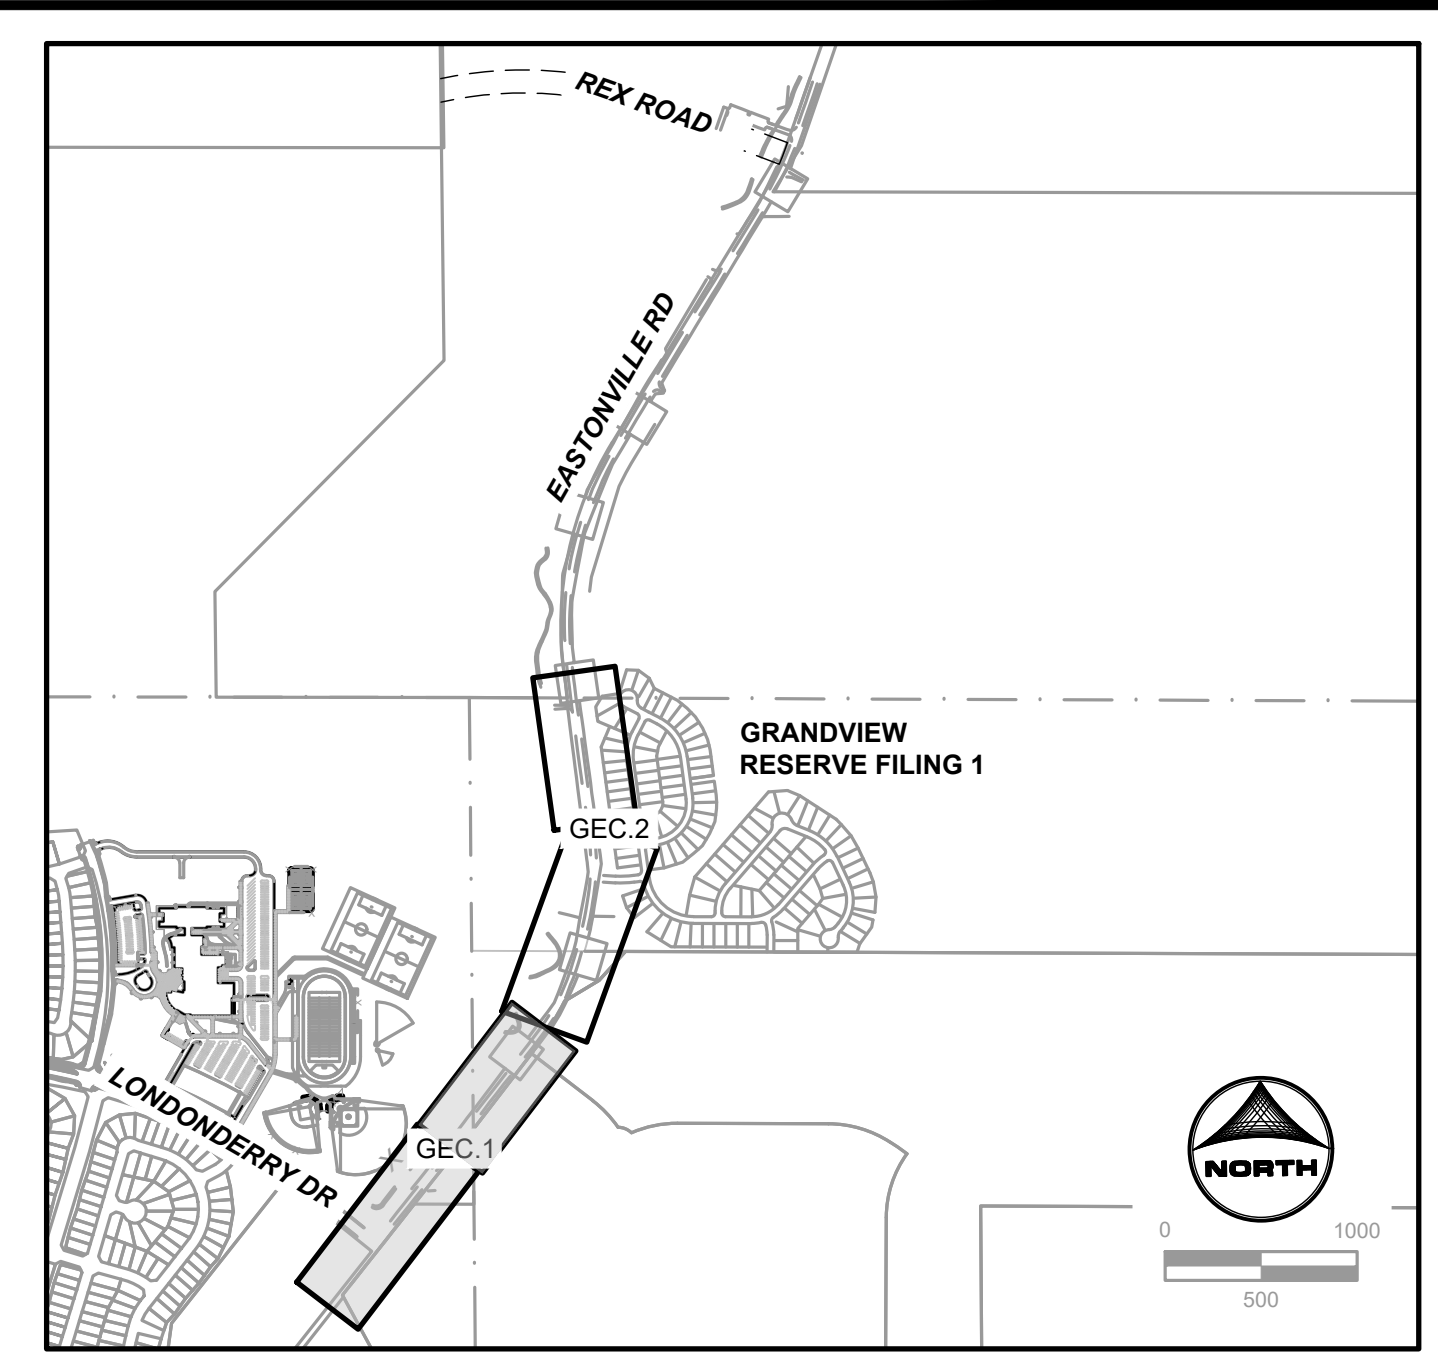 REX ROAD
EASTONVILLE RD
GRANDVIEW
RESERVE FILING 1
GEC.2
LONDONDERRY DR
GEC.1
NORTH
0 1000
500